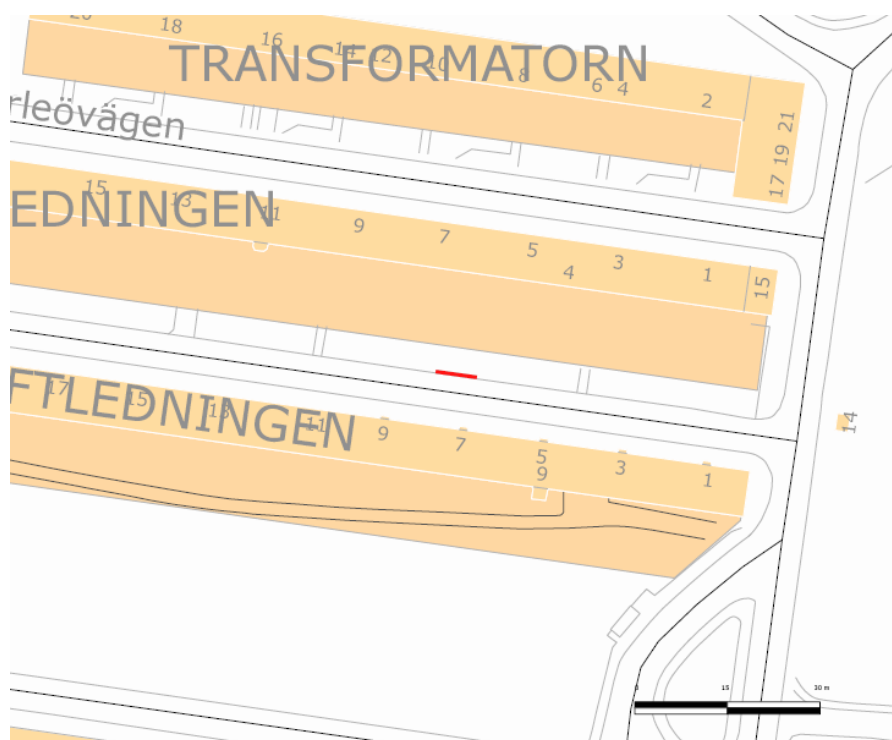 20 18 16 14 12 10 8 6 4 2 21
TRANSFORMATORN
19
rleövägen
17
15 13 11 9 7 5 3 1 15
EDNINGEN
4
17 15 13 11 9 7 5 3 1 14
FTLEDNINGEN
9
0 15 30 m